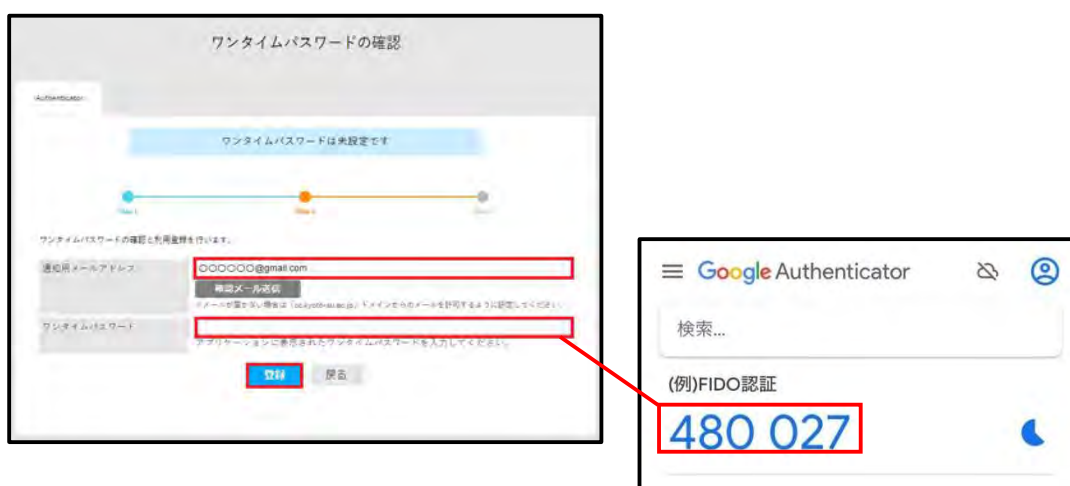 ワンタイムパスワードの確認
Authenticator
ワンタイムパスワードは未設定です
ワンタイムパスワードの確認と利用登録を行います。
通知用メールアドレス
〇〇〇〇〇〇@gmail.com
確認メール送信
ワンタイムパスワード
アプリケーションに表示されたワンタイムパスワードを入力してください。
登録 戻る
Google Authenticator
検索...
(例)FIDO認証
480 027